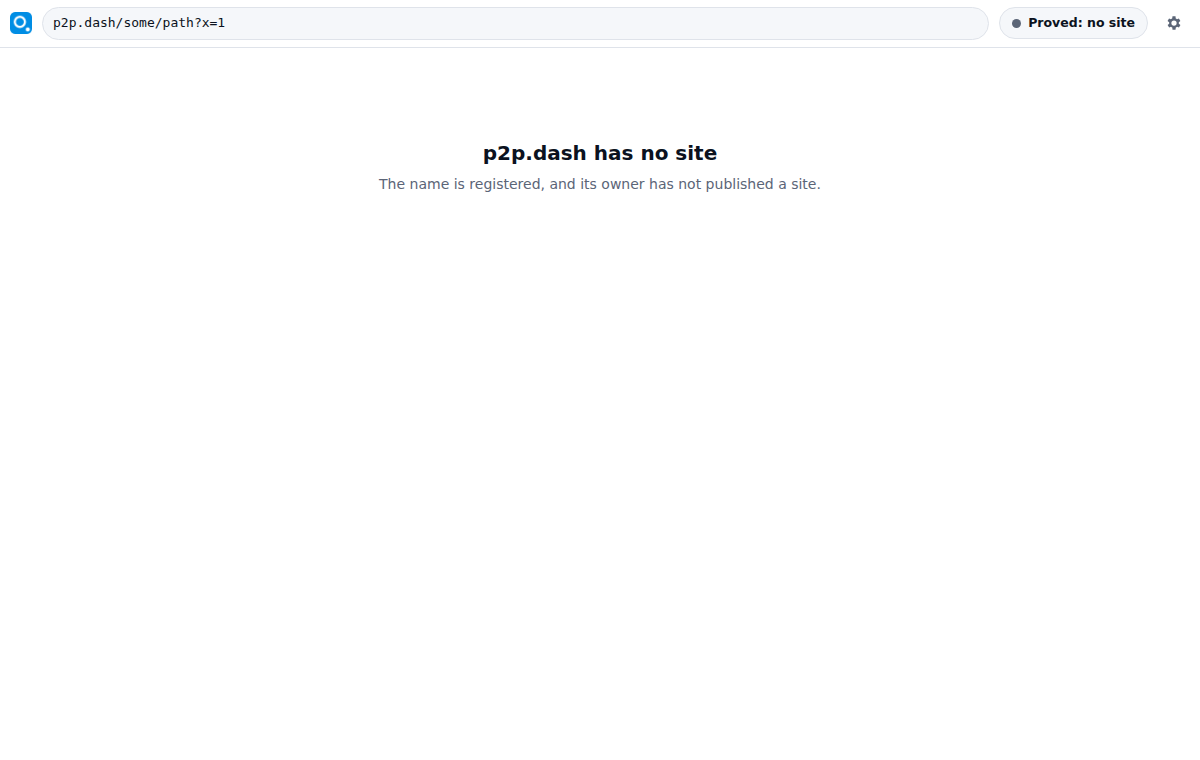 p2p.dash/some/path?x=1
Proved: no site
p2p.dash has no site
The name is registered, and its owner has not published a site.